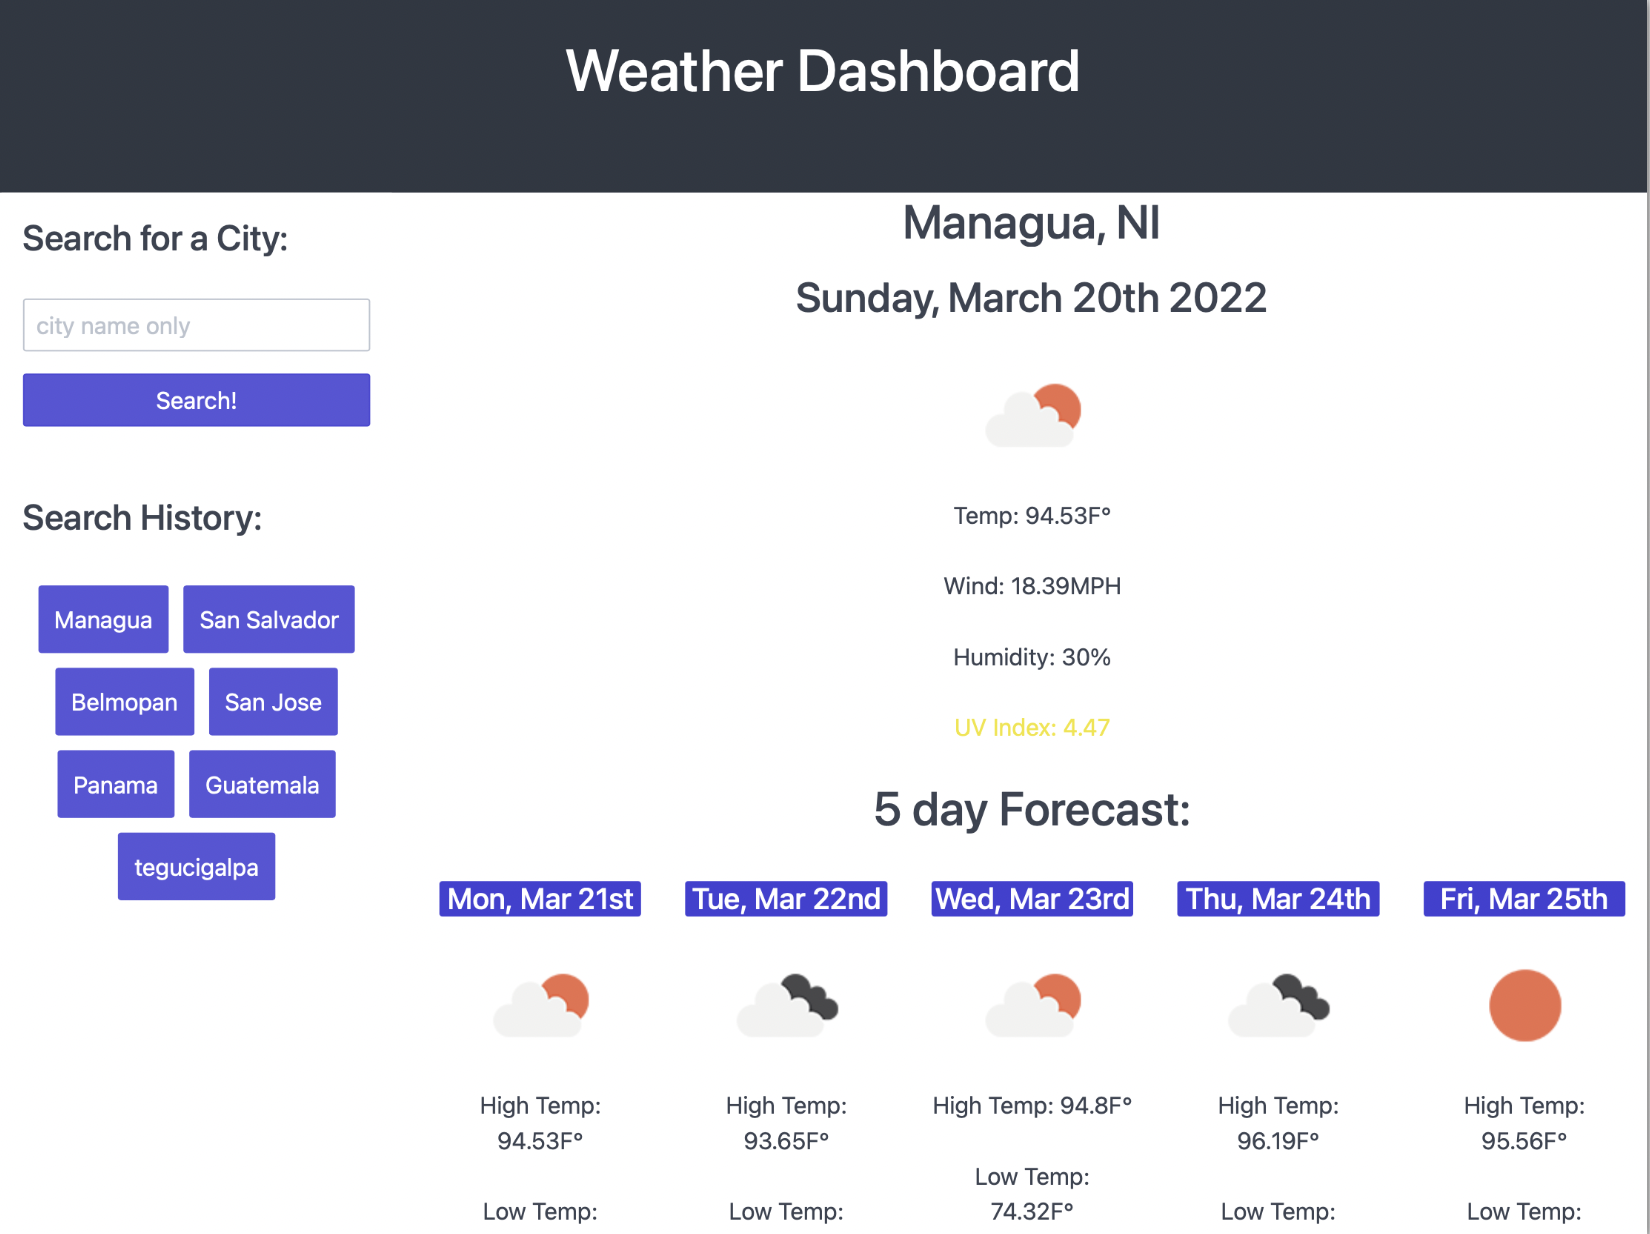 Weather Dashboard
Search for a City:
city name only
Search!
Search History:
Managua
San Salvador
Belmopan
San Jose
Panama
Guatemala
tegucigalpa
Managua, NI
Sunday, March 20th 2022
Temp: 94.53F°
Wind: 18.39MPH
Humidity: 30%
UV Index: 4.47
5 day Forecast:
Mon, Mar 21st
High Temp:
94.53F°
Low Temp:
Tue, Mar 22nd
High Temp:
93.65F°
Low Temp:
Wed, Mar 23rd
High Temp: 94.8F°
Low Temp:
74.32F°
Thu, Mar 24th
High Temp:
96.19F°
Low Temp:
Fri, Mar 25th
High Temp:
95.56F°
Low Temp: